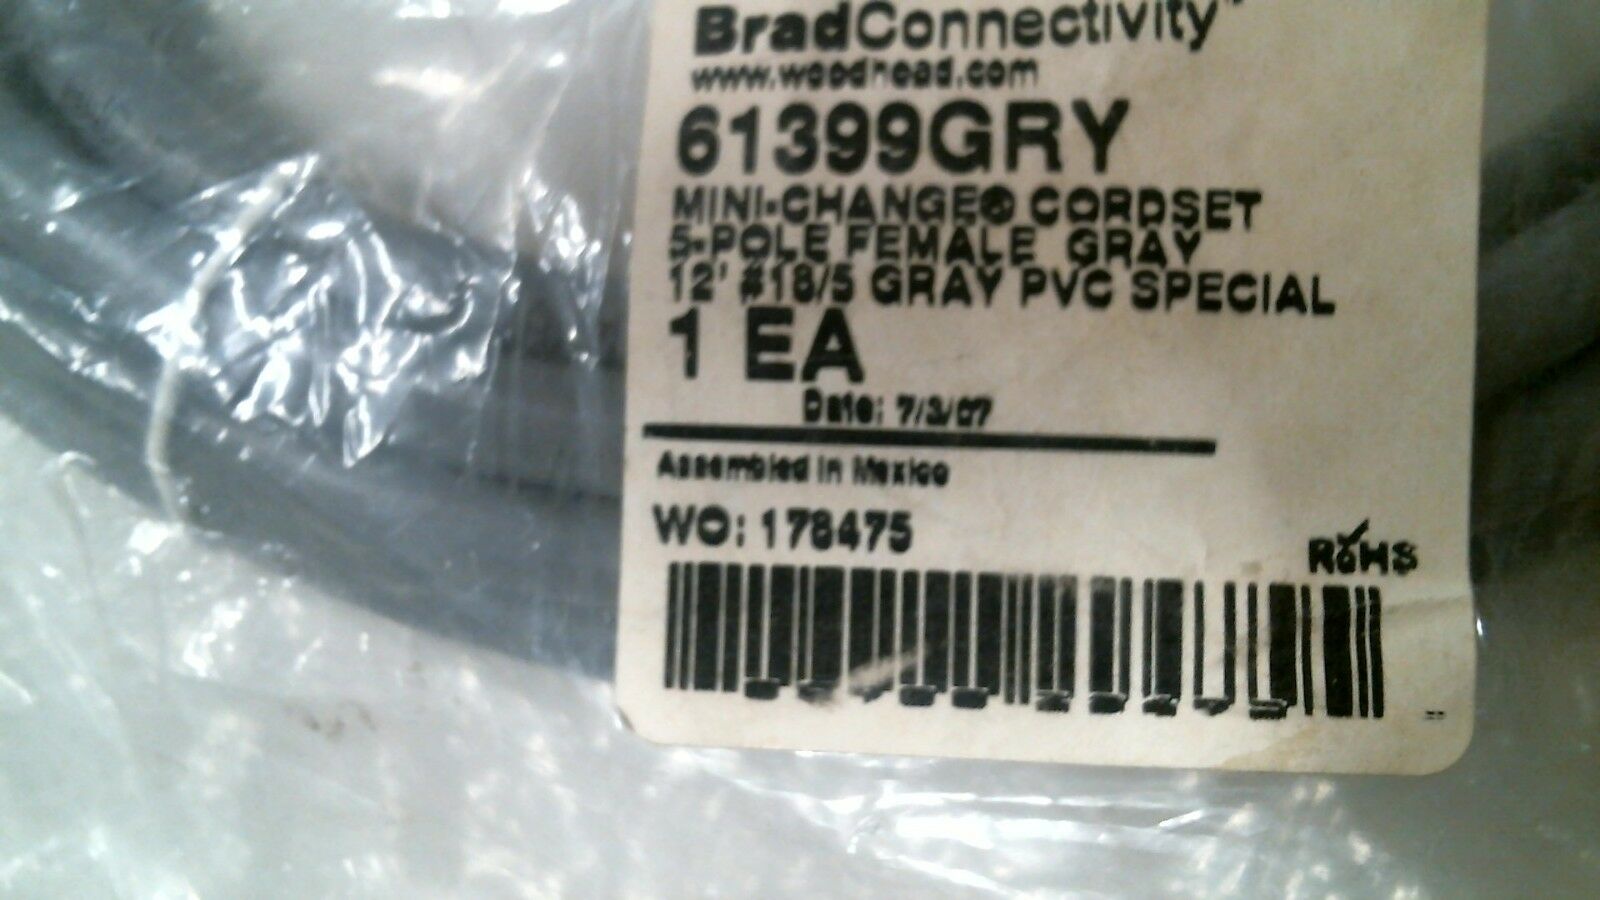 BradConnectivity™
www.woodhead.com
61399GRY
MINI-CHANGE® CORDSET
5-POLE FEMALE GRAY
12' #18/5 GRAY PVC SPECIAL
1 EA
Date: 7/3/07
Assembled in Mexico
WO: 178475
RoHS